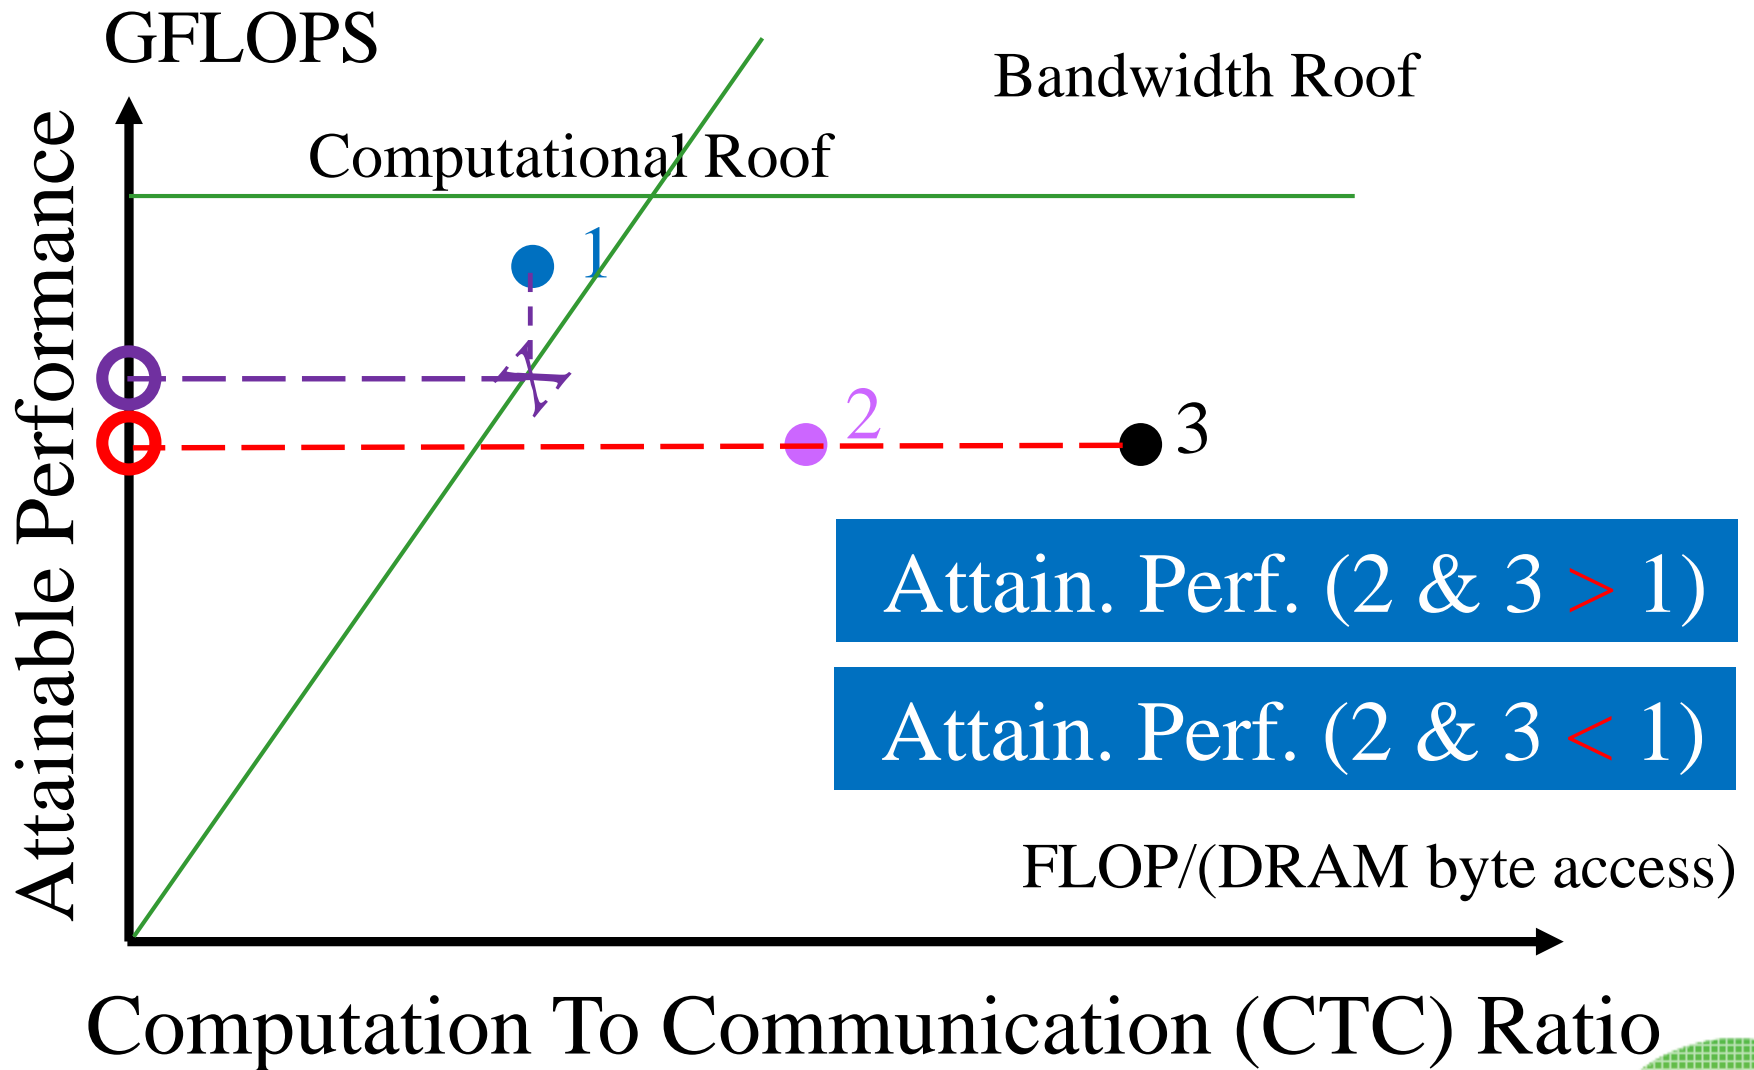 GFLOPS
Bandwidth Roof
Computational Roof
Attainable Performance
1
2
3
Attain. Perf. (2 & 3 > 1)
Attain. Perf. (2 & 3 < 1)
FLOP/(DRAM byte access)
Computation To Communication (CTC) Ratio